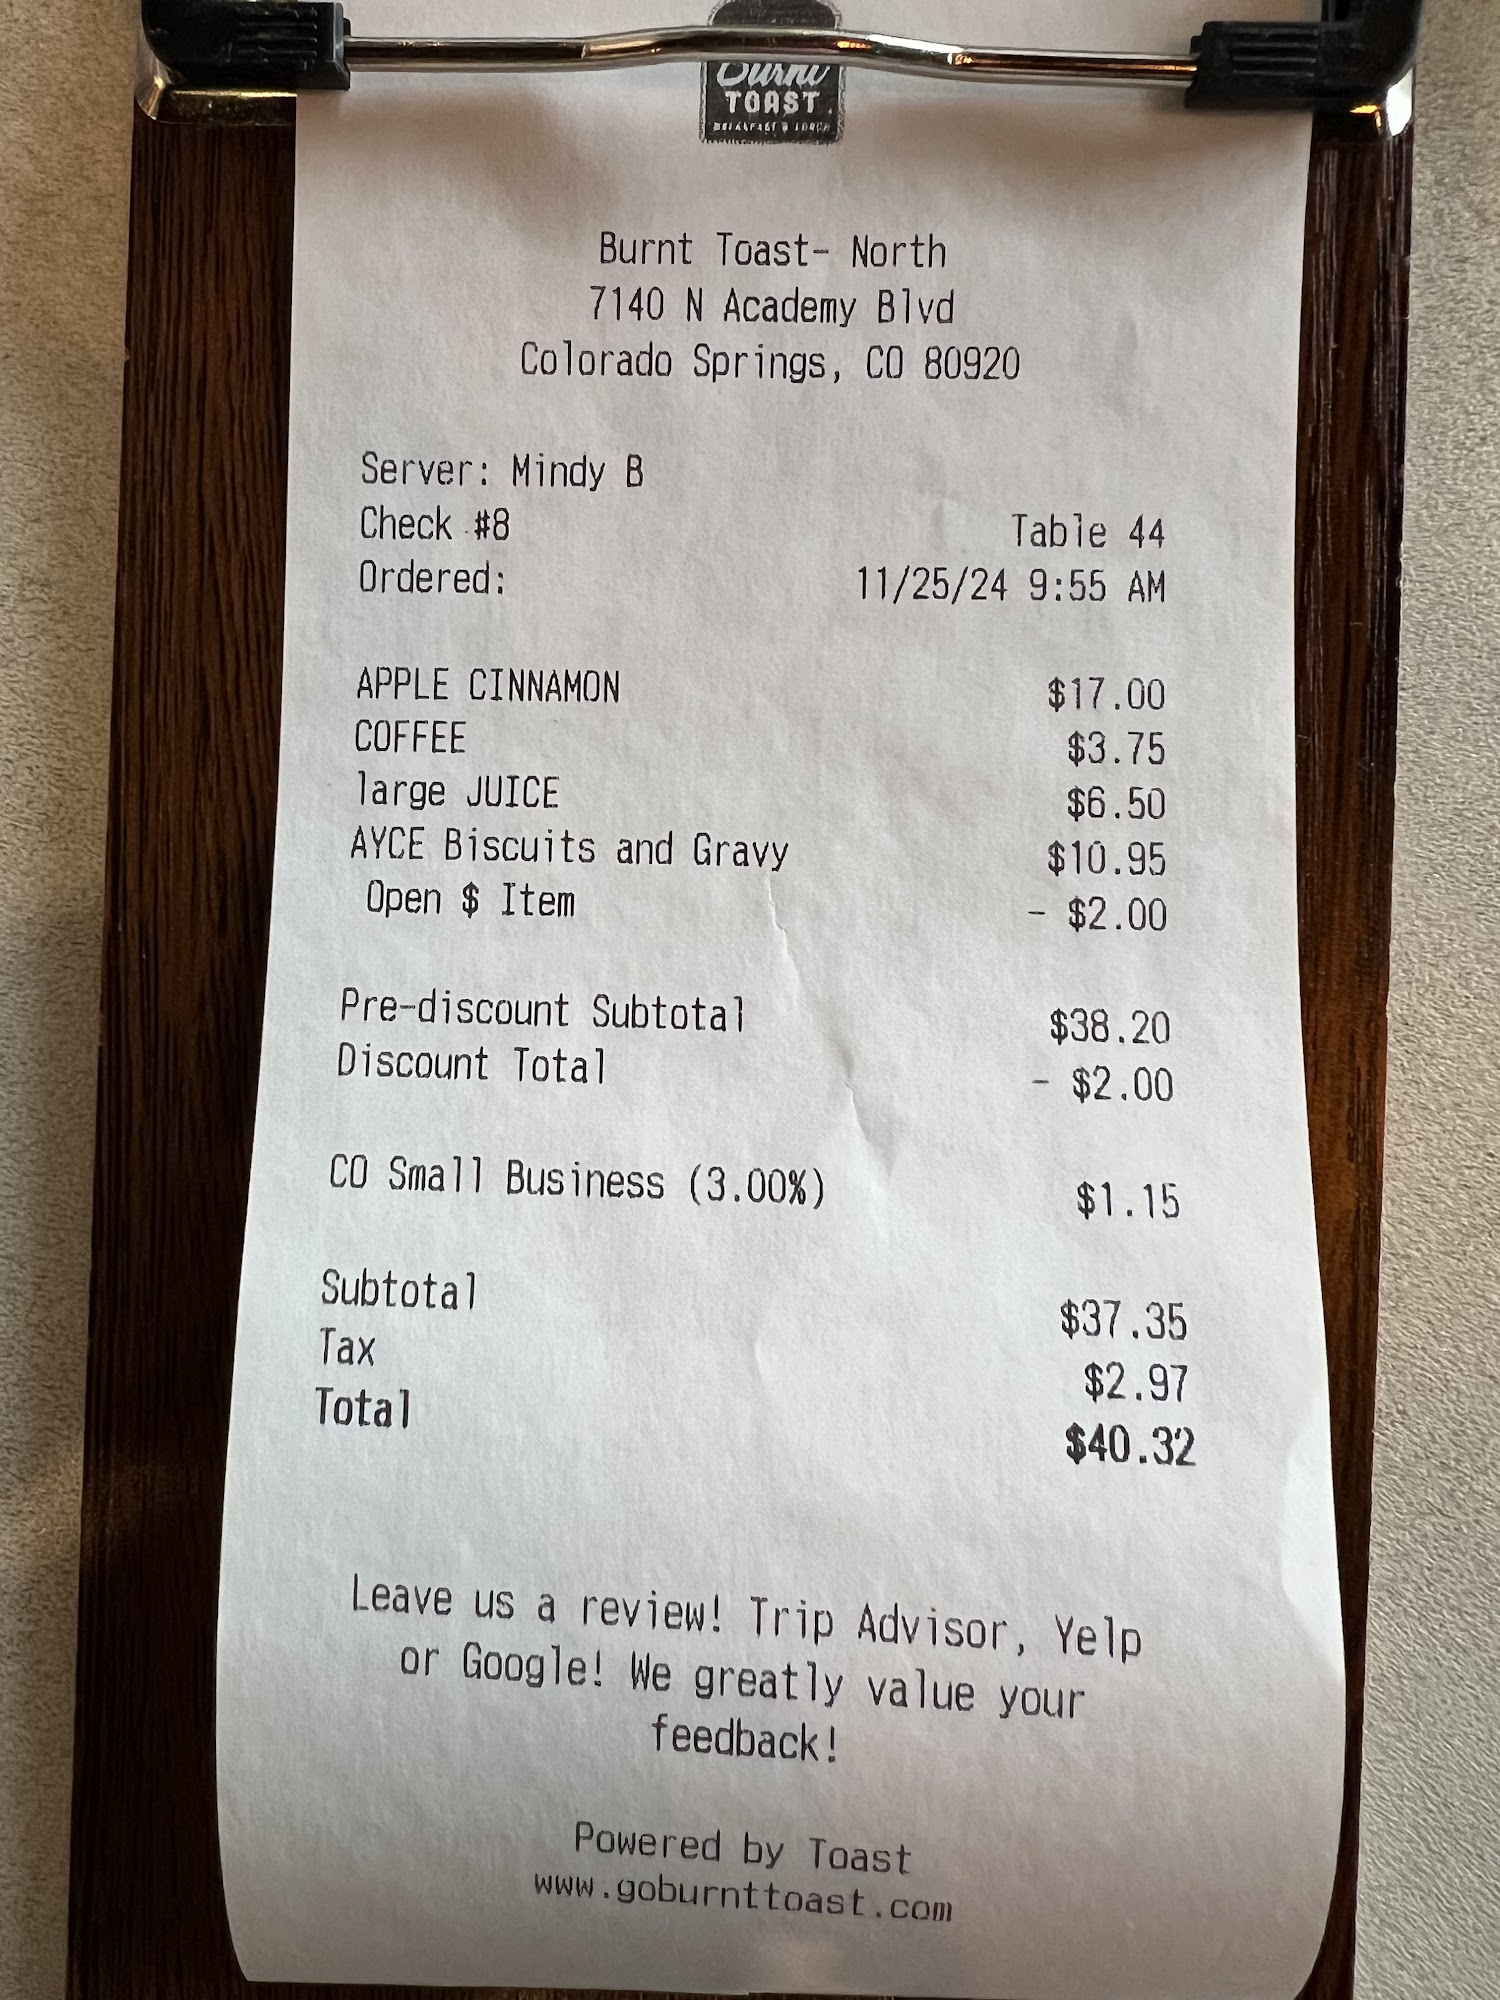 Burnt
TOAST
BREAKFAST & LUNCH
Burnt Toast- North
7140 N Academy Blvd
Colorado Springs, CO 80920
Server: Mindy B
Check #8 Table 44
Ordered: 11/25/24 9:55 AM
APPLE CINNAMON $17.00
COFFEE $3.75
large JUICE $6.50
AYCE Biscuits and Gravy $10.95
Open $ Item - $2.00
Pre-discount Subtotal $38.20
Discount Total - $2.00
CO Small Business (3.00%) $1.15
Subtotal $37.35
Tax $2.97
Total $40.32
Leave us a review! Trip Advisor, Yelp
or Google! We greatly value your
feedback!
Powered by Toast
www.goburnttoast.com